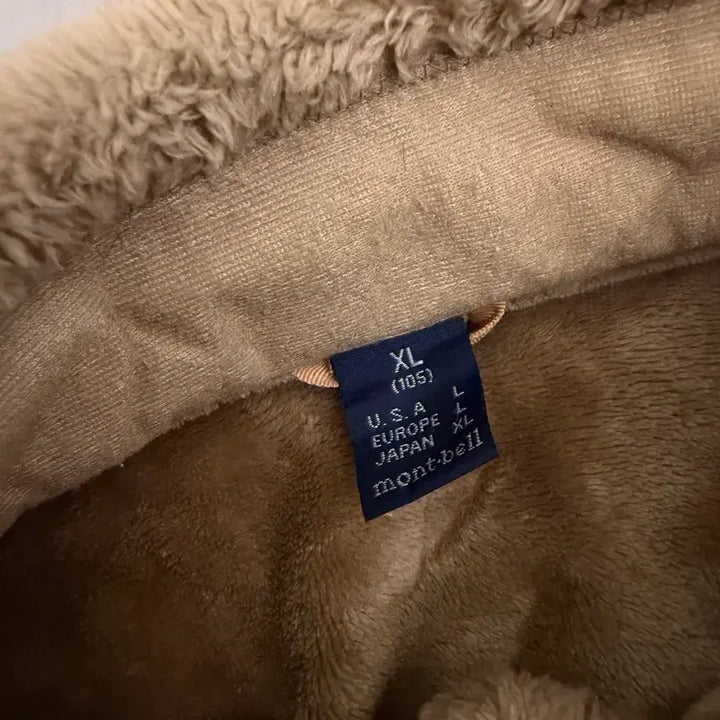 XL
(105)
U.S.A L
EUROPE L
JAPAN XL
mont·bell